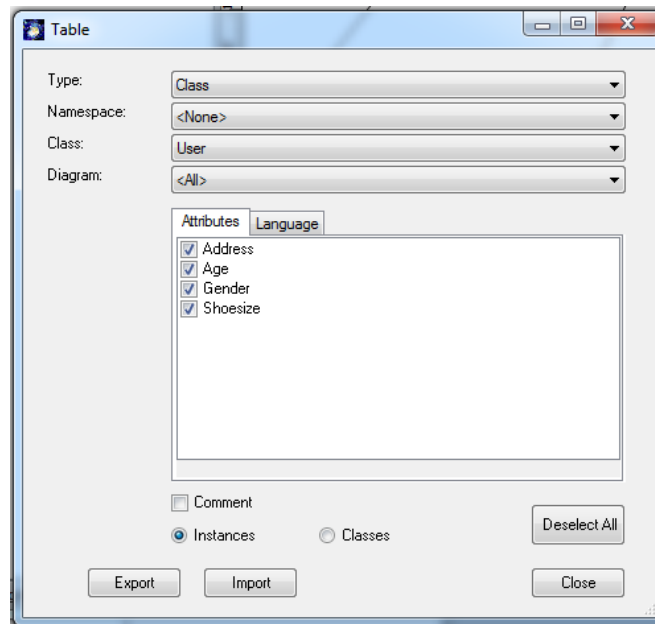 Table
Type:
Class
Namespace:
<None>
Class:
User
Diagram:
<All>
Attributes Language
Address
Age
Gender
Shoesize
Comment
Instances Classes
Deselect All
Export Import Close